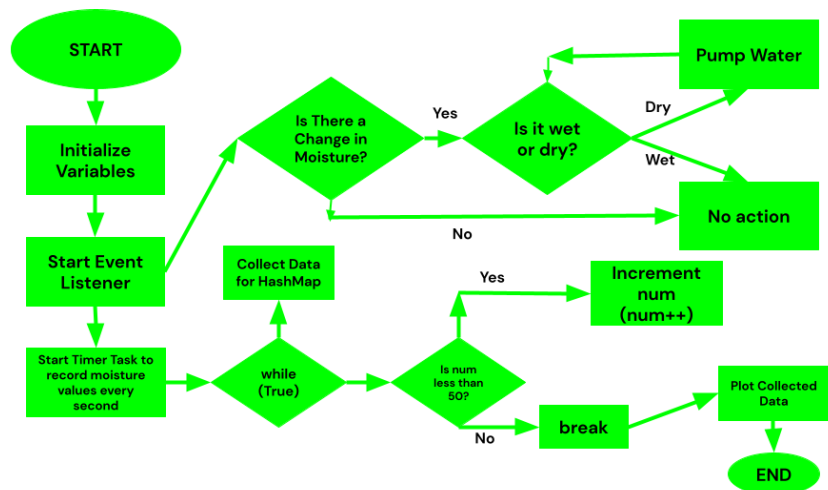 START
Initialize
Variables
Start Event
Listener
Start Timer Task to
record moisture
values every
second
Is There a
Change in
Moisture?
Yes
Is it wet
or dry?
Dry
Pump Water
Wet
No action
No
Collect Data
for HashMap
while
(True)
Is num
less than
50?
Yes
Increment
num
(num++)
No
break
Plot Collected
Data
END